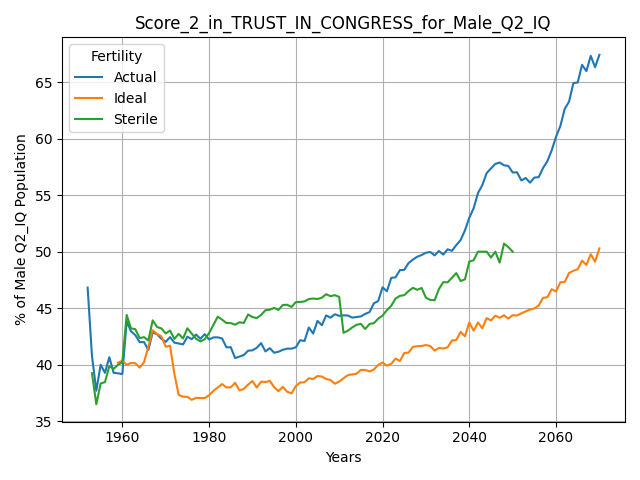 Score_2_in_TRUST_IN_CONGRESS_for_Male_Q2_IQ
Fertility
Actual
Ideal
Sterile
% of Male Q2_IQ Population
65
60
55
50
45
40
35
1960 1980 2000 2020 2040 2060
Years